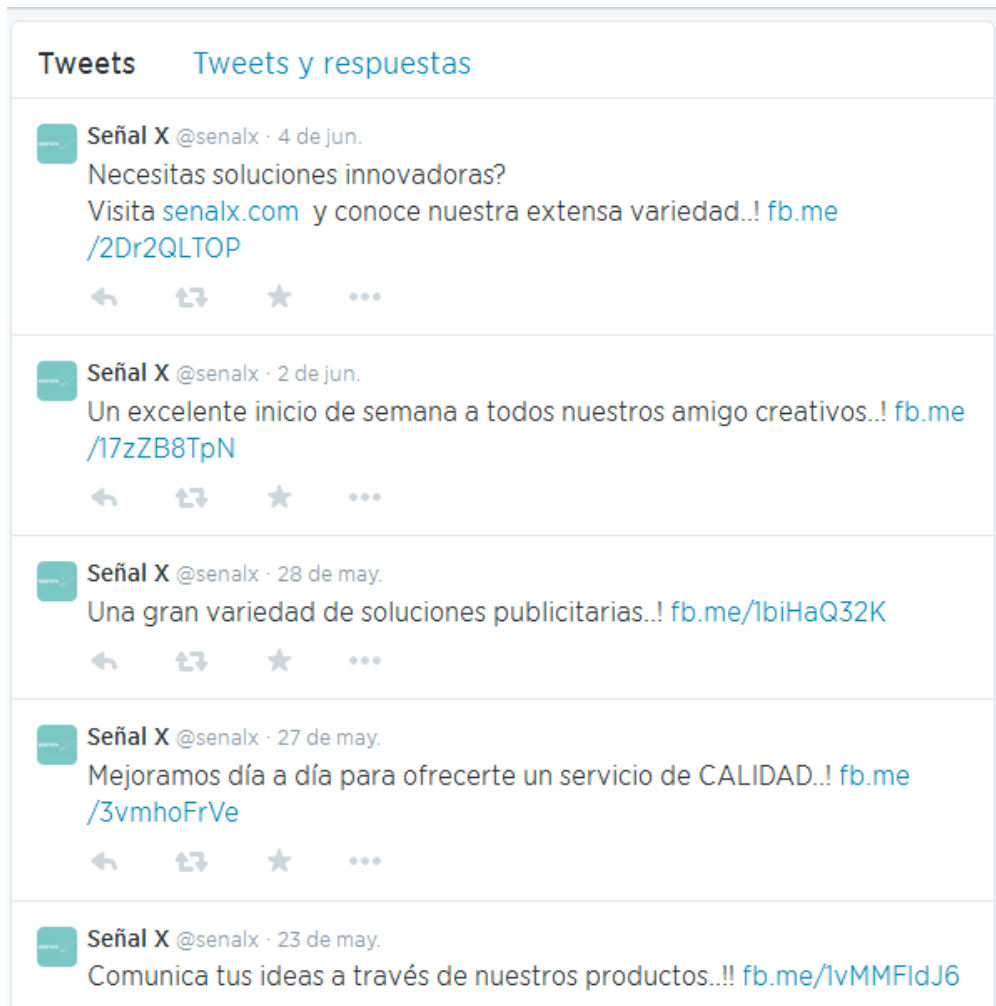 Tweets Tweets y respuestas
Señal X @senalx · 4 de jun.
Necesitas soluciones innovadoras?
Visita senalx.com y conoce nuestra extensa variedad..! fb.me
/2Dr2QLTOP
Señal X @senalx · 2 de jun.
Un excelente inicio de semana a todos nuestros amigo creativos..! fb.me
/17zZB8TpN
Señal X @senalx · 28 de may.
Una gran variedad de soluciones publicitarias..! fb.me/1biHaQ32K
Señal X @senalx · 27 de may.
Mejoramos día a día para ofrecerte un servicio de CALIDAD..! fb.me
/3vmhoFrVe
Señal X @senalx · 23 de may.
Comunica tus ideas a través de nuestros productos..!! fb.me/1vMMFIdJ6